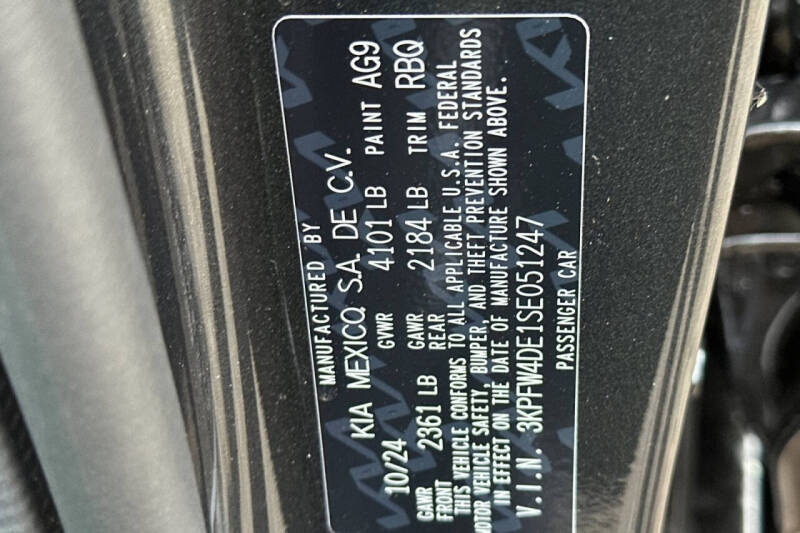 MANUFACTURED BY
KIA MEXICO S.A. DE C.V.
10/24 GVWR 4101 LB PAINT AG9
GAWR FRONT 2361 LB GAWR REAR 2184 LB TRIM RBQ
THIS VEHICLE CONFORMS TO ALL APPLICABLE U.S.A. FEDERAL
MOTOR VEHICLE SAFETY, BUMPER, AND THEFT PREVENTION STANDARDS
IN EFFECT ON THE DATE OF MANUFACTURE SHOWN ABOVE.
V.I.N. 3KPFW4DE1SE051247
PASSENGER CAR